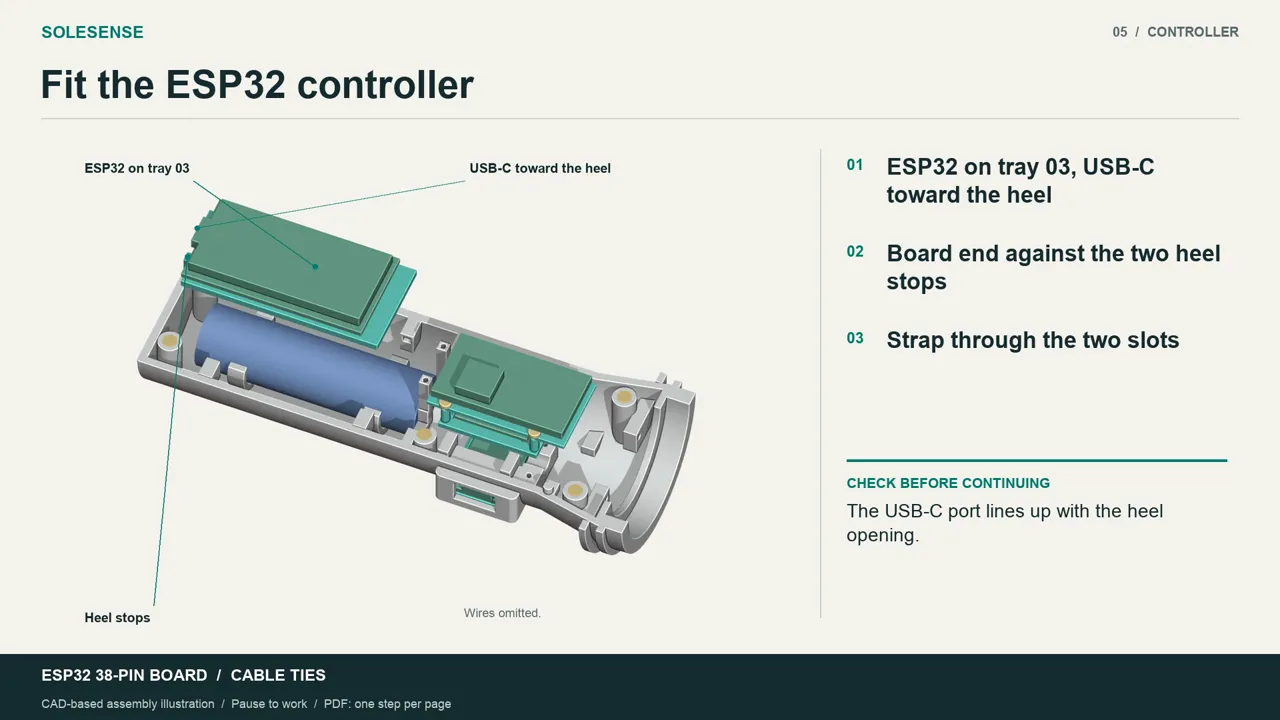 SOLESENSE
05 / CONTROLLER
Fit the ESP32 controller
ESP32 on tray 03
USB-C toward the heel
Heel stops
Wires omitted.
01 ESP32 on tray 03, USB-C
toward the heel
02 Board end against the two heel
stops
03 Strap through the two slots
CHECK BEFORE CONTINUING
The USB-C port lines up with the heel
opening.
ESP32 38-PIN BOARD / CABLE TIES
CAD-based assembly illustration / Pause to work / PDF: one step per page